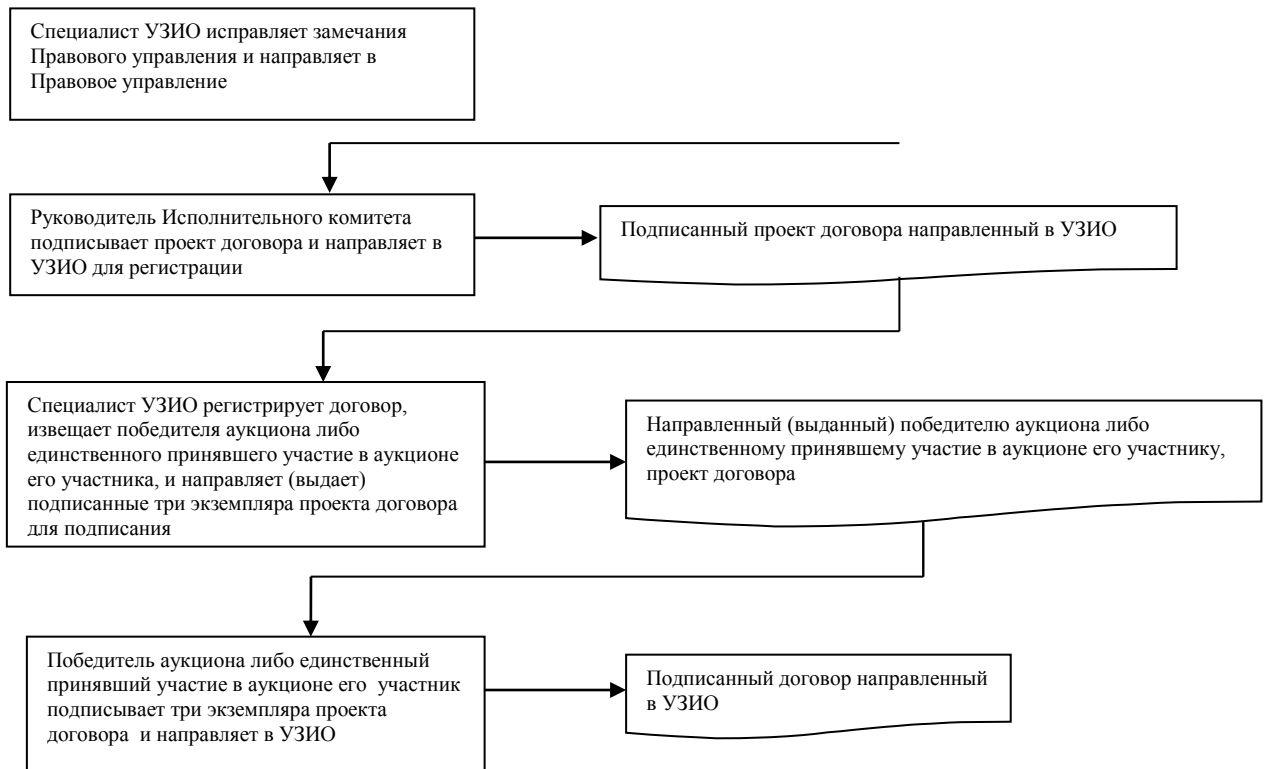 Специалист УЗИО исправляет замечания
Правового управления и направляет в
Правовое управление
Руководитель Исполнительного комитета
подписывает проект договора и направляет в
УЗИО для регистрации
Подписанный проект договора направленный в УЗИО
Специалист УЗИО регистрирует договор,
извещает победителя аукциона либо
единственного принявшего участие в аукционе
его участника, и направляет (выдает)
подписанные три экземпляра проекта договора
для подписания
Направленный (выданный) победителю аукциона либо
единственному принявшему участие в аукционе его участнику,
проект договора
Победитель аукциона либо единственный
принявший участие в аукционе его участник
подписывает три экземпляра проекта
договора и направляет в УЗИО
Подписанный договор направленный
в УЗИО